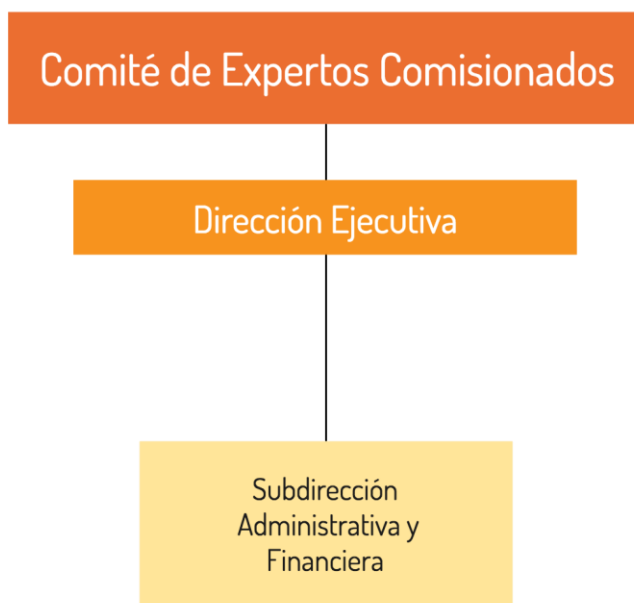 Comité de Expertos Comisionados
Dirección Ejecutiva
Subdirección
Administrativa y
Financiera